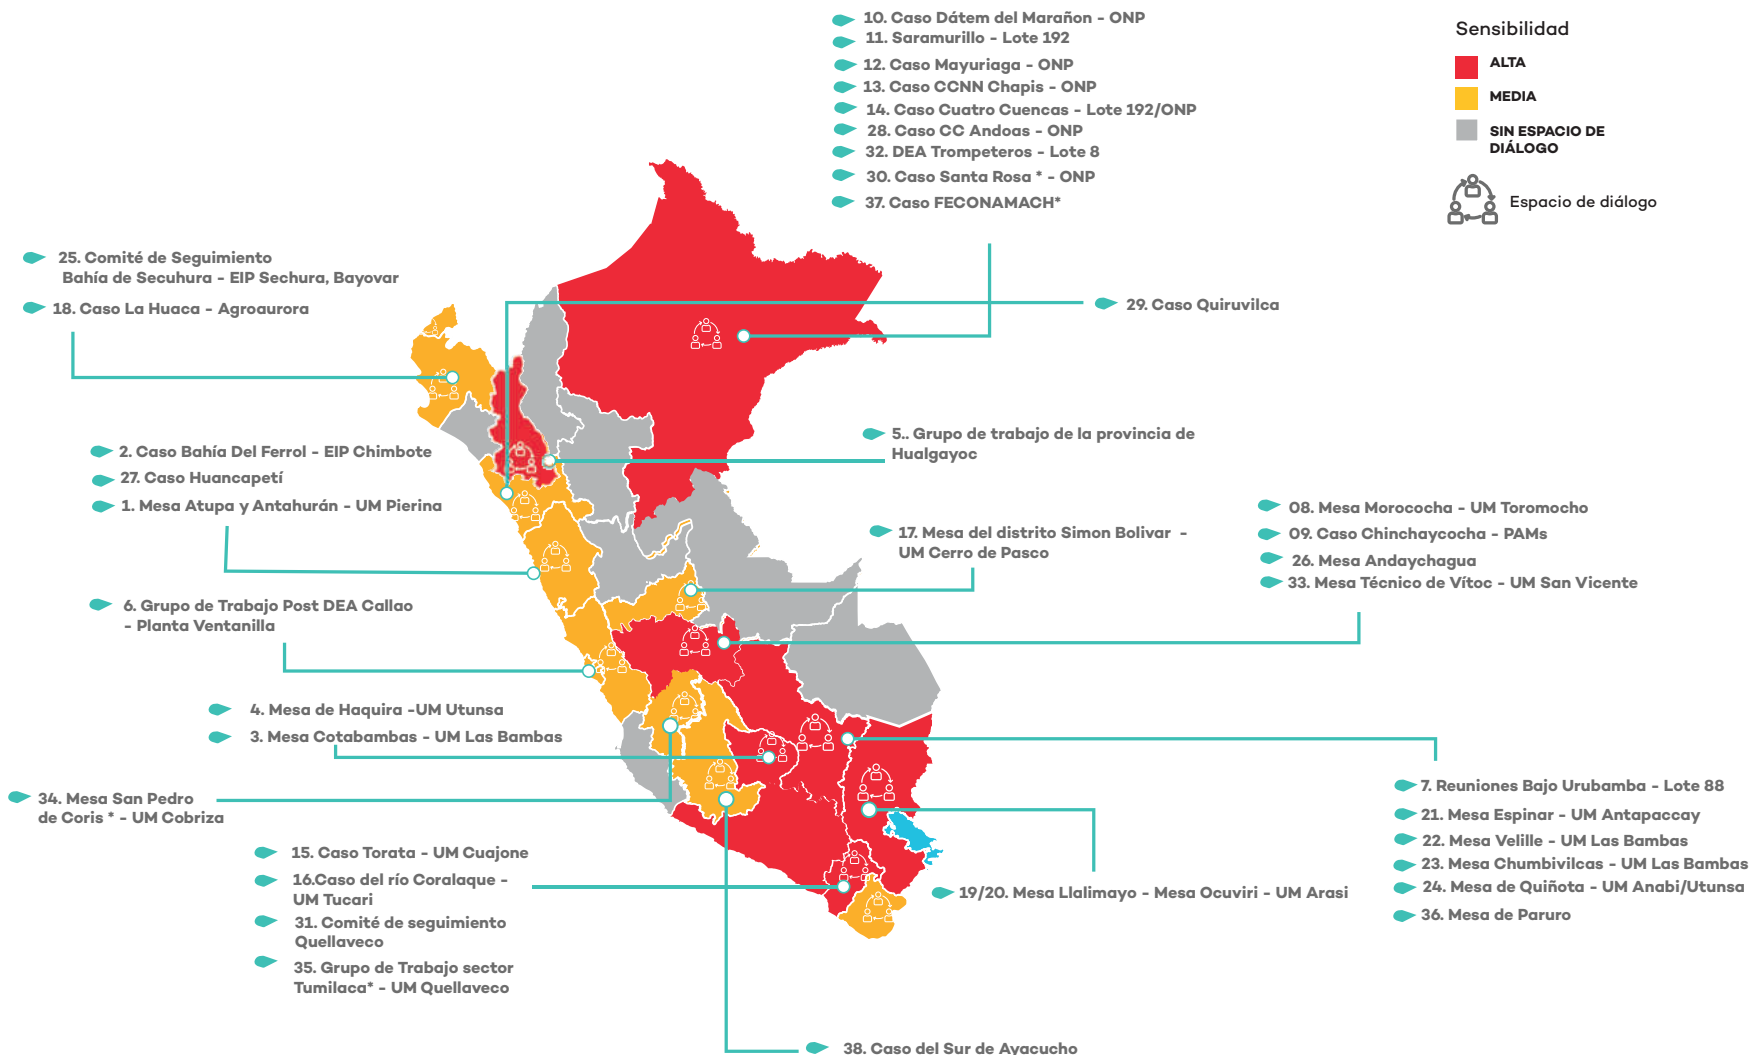 10. Caso Dátem del Marañon - ONP
11. Saramurillo - Lote 192
12. Caso Mayuriaga - ONP
13. Caso CCNN Chapis - ONP
14. Caso Cuatro Cuencas - Lote 192/ONP
28. Caso CC Andoas - ONP
32. DEA Trompeteros - Lote 8
30. Caso Santa Rosa * - ONP
37. Caso FECONAMACH*
Sensibilidad
ALTA
MEDIA
SIN ESPACIO DE
DIÁLOGO
Espacio de diálogo
25. Comité de Seguimiento
Bahía de Secuhura - EIP Sechura, Bayovar
18. Caso La Huaca - Agroaurora
29. Caso Quiruvilca
2. Caso Bahía Del Ferrol - EIP Chimbote
27. Caso Huancapetí
1. Mesa Atupa y Antahurán - UM Pierina
5.. Grupo de trabajo de la provincia de
Hualgayoc
17. Mesa del distrito Simon Bolivar -
UM Cerro de Pasco
08. Mesa Morococha - UM Toromocho
09. Caso Chinchaycocha - PAMs
26. Mesa Andaychagua
33. Mesa Técnico de Vítoc - UM San Vicente
6. Grupo de Trabajo Post DEA Callao
- Planta Ventanilla
4. Mesa de Haquira -UM Utunsa
3. Mesa Cotabambas - UM Las Bambas
34. Mesa San Pedro
de Coris * - UM Cobriza
7. Reuniones Bajo Urubamba - Lote 88
21. Mesa Espinar - UM Antapaccay
22. Mesa Velille - UM Las Bambas
23. Mesa Chumbivilcas - UM Las Bambas
24. Mesa de Quiñota - UM Anabi/Utunsa
36. Mesa de Paruro
15. Caso Torata - UM Cuajone
16.Caso del río Coralaque -
UM Tucari
31. Comité de seguimiento
Quellaveco
35. Grupo de Trabajo sector
Tumilaca* - UM Quellaveco
19/20. Mesa Llalimayo - Mesa Ocuviri - UM Arasi
38. Caso del Sur de Ayacucho